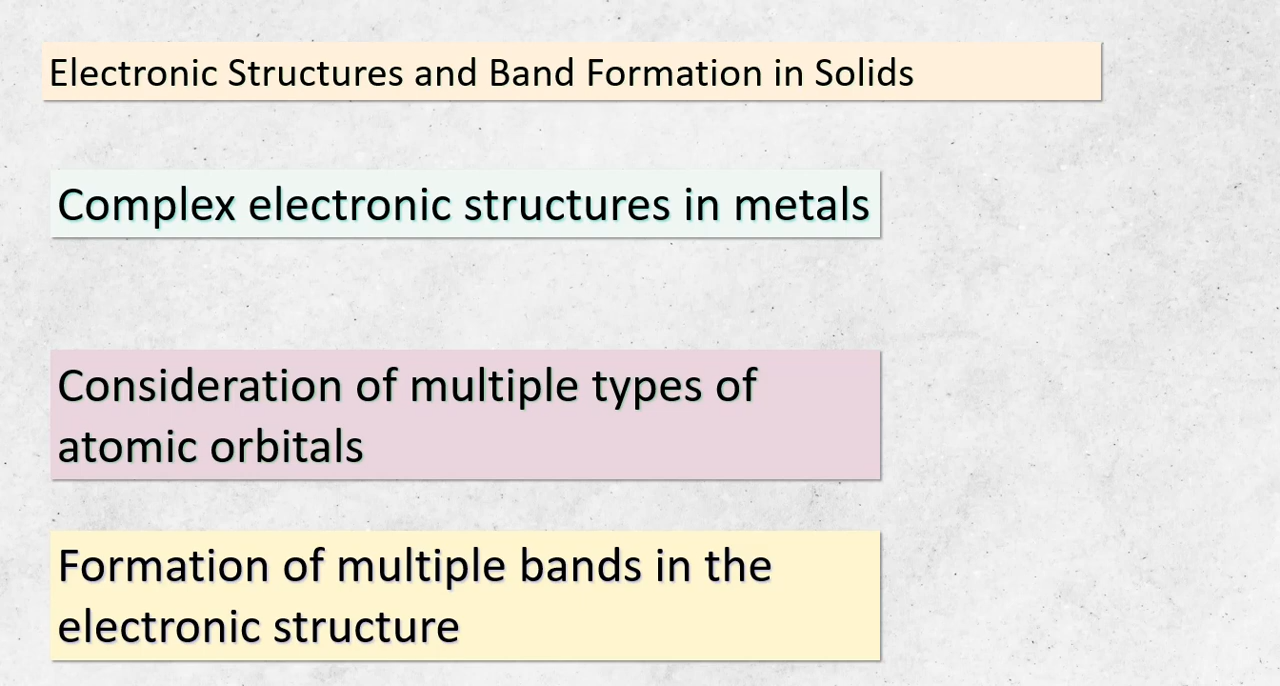 Electronic Structures and Band Formation in Solids
Complex electronic structures in metals
Consideration of multiple types of
atomic orbitals
Formation of multiple bands in the
electronic structure